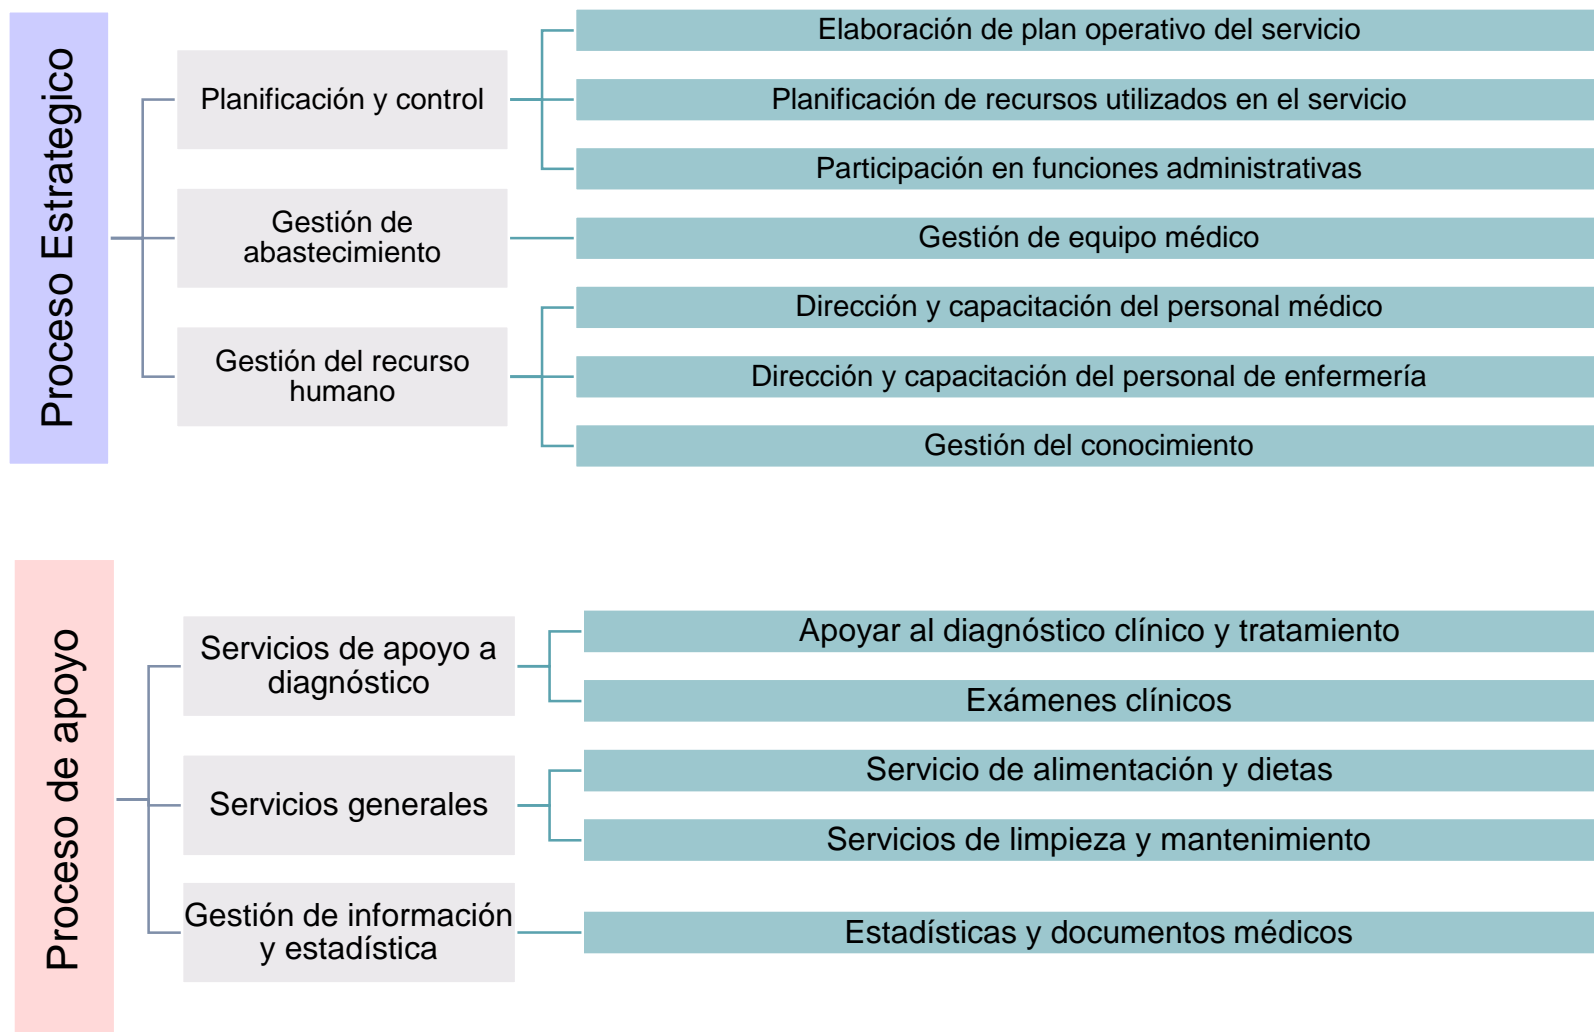 Proceso Estrategico
Planificación y control
Elaboración de plan operativo del servicio
Planificación de recursos utilizados en el servicio
Participación en funciones administrativas
Gestión de
abastecimiento
Gestión de equipo médico
Gestión del recurso
humano
Dirección y capacitación del personal médico
Dirección y capacitación del personal de enfermería
Gestión del conocimiento
Proceso de apoyo
Servicios de apoyo a
diagnóstico
Apoyar al diagnóstico clínico y tratamiento
Exámenes clínicos
Servicios generales
Servicio de alimentación y dietas
Servicios de limpieza y mantenimiento
Gestión de información
y estadística
Estadísticas y documentos médicos